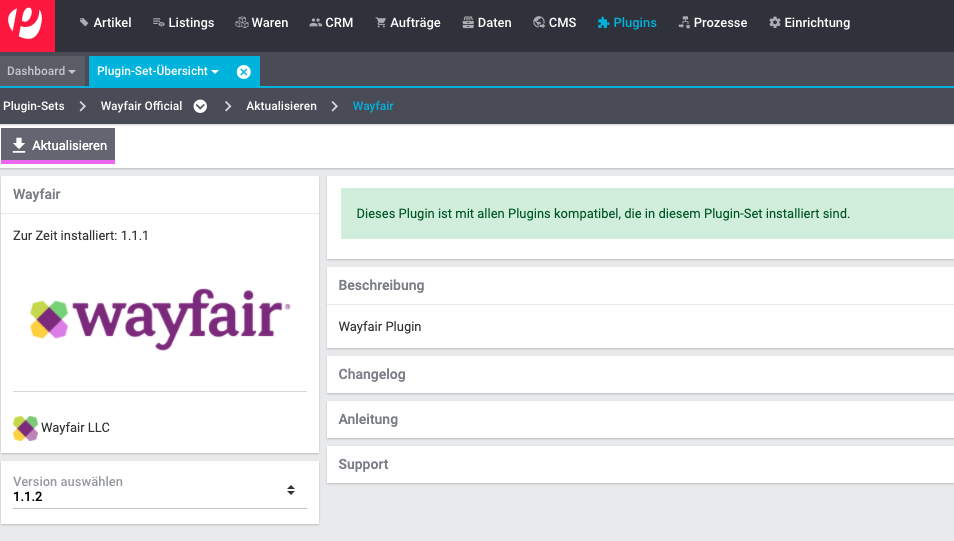 Artikel Listings Waren CRM Aufträge Daten CMS Plugins Prozesse Einrichtung
Dashboard Plugin-Set-Übersicht
Plugin-Sets Wayfair Official Aktualisieren Wayfair
Aktualisieren
Wayfair
Zur Zeit installiert: 1.1.1
wayfair
Wayfair LLC
Version auswählen
1.1.2
Dieses Plugin ist mit allen Plugins kompatibel, die in diesem Plugin-Set installiert sind.
Beschreibung
Wayfair Plugin
Changelog
Anleitung
Support